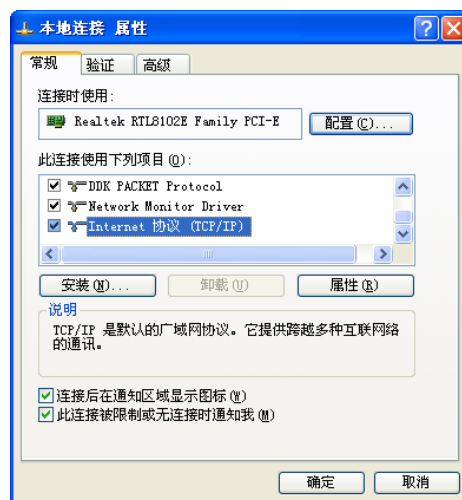 本地连接 属性
常规 验证 高级
连接时使用:
Realtek RTL8102E Family PCI-E
配置(C)...
此连接使用下列项目(O):
DDK PACKET Protocol
Network Monitor Driver
Internet 协议 (TCP/IP)
安装(N)... 卸载(U) 属性(R)
说明
TCP/IP 是默认的广域网协议。它提供跨越多种互联网络
的通讯。
连接后在通知区域显示图标(W)
此连接被限制或无连接时通知我(M)
确定 取消